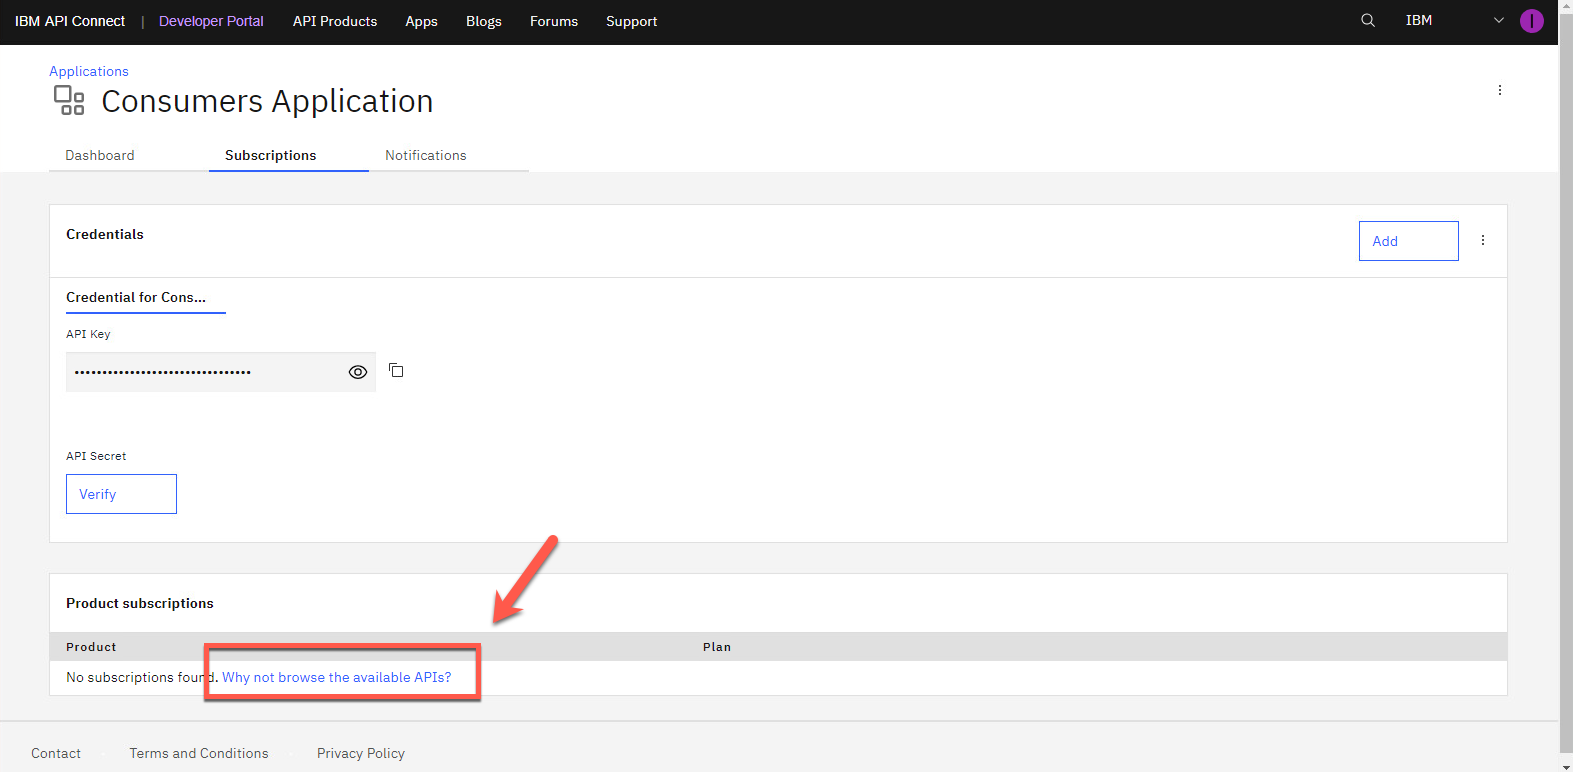 IBM API Connect | Developer Portal API Products Apps Blogs Forums Support IBM I
Applications
Consumers Application
Dashboard Subscriptions Notifications
Credentials
Add
Credential for Cons...
API Key
••••••••••••••••••••••••••••••••
API Secret
Verify
Product subscriptions
Product Plan
No subscriptions found. Why not browse the available APIs?
Contact Terms and Conditions Privacy Policy